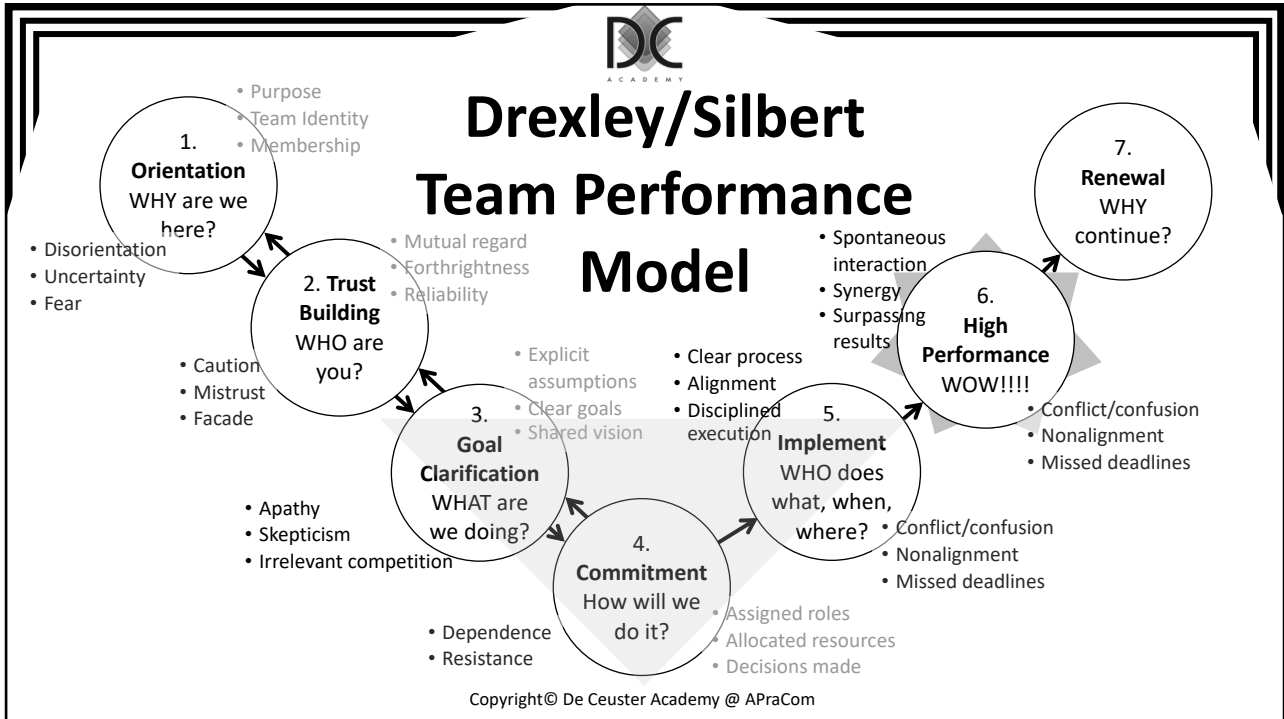 DC
ACADEMY
Drexley/Silbert
Team Performance
Model
1.
Orientation
WHY are we
here?
• Purpose
• Team Identity
• Membership
• Disorientation
• Uncertainty
• Fear
2. Trust
Building
WHO are
you?
• Mutual regard
• Forthrightness
• Reliability
• Caution
• Mistrust
• Facade
3.
Goal
Clarification
WHAT are
we doing?
• Explicit
assumptions
• Clear goals
• Shared vision
• Apathy
• Skepticism
• Irrelevant competition
4.
Commitment
How will we
do it?
• Assigned roles
• Allocated resources
• Decisions made
• Dependence
• Resistance
5.
Implement
WHO does
what, when,
where?
• Clear process
• Alignment
• Disciplined
execution
• Conflict/confusion
• Nonalignment
• Missed deadlines
6.
High
Performance
WOW!!!!
• Spontaneous
interaction
• Synergy
• Surpassing
results
• Conflict/confusion
• Nonalignment
• Missed deadlines
7.
Renewal
WHY
continue?
Copyright© De Ceuster Academy @ APraCom